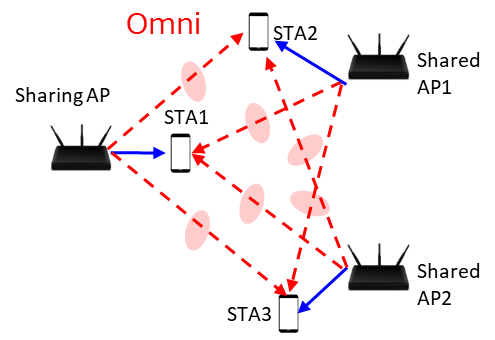 Omni
STA2
Shared
AP1
Sharing AP
STA1
Shared
AP2
STA3